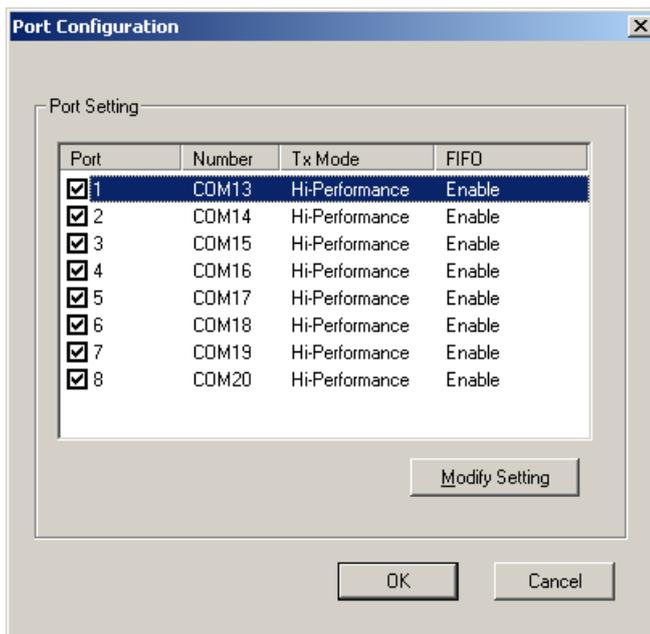 Port Configuration
Port Setting
Port Number Tx Mode FIFO
1 COM13 Hi-Performance Enable
2 COM14 Hi-Performance Enable
3 COM15 Hi-Performance Enable
4 COM16 Hi-Performance Enable
5 COM17 Hi-Performance Enable
6 COM18 Hi-Performance Enable
7 COM19 Hi-Performance Enable
8 COM20 Hi-Performance Enable
Modify Setting
OK Cancel